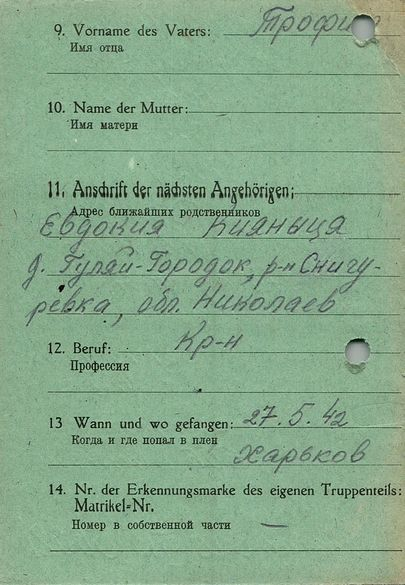 9. Vorname des Vaters: Трофим
Имя отца
10. Name der Mutter:
Имя матери
11. Anschrift der nächsten Angehörigen:
Адрес ближайших родственников
Евдокия Кияныца
д. Гуляй-Городок, р-н Снигу-
ревка, обл. Николаев
12. Beruf: Кр-н
Профессия
13 Wann und wo gefangen: 27.5.42
Когда и где попал в плен
Харьков
14. Nr. der Erkennungsmarke des eigenen Truppenteils:
Matrikel-Nr.
Номер в собственной части —